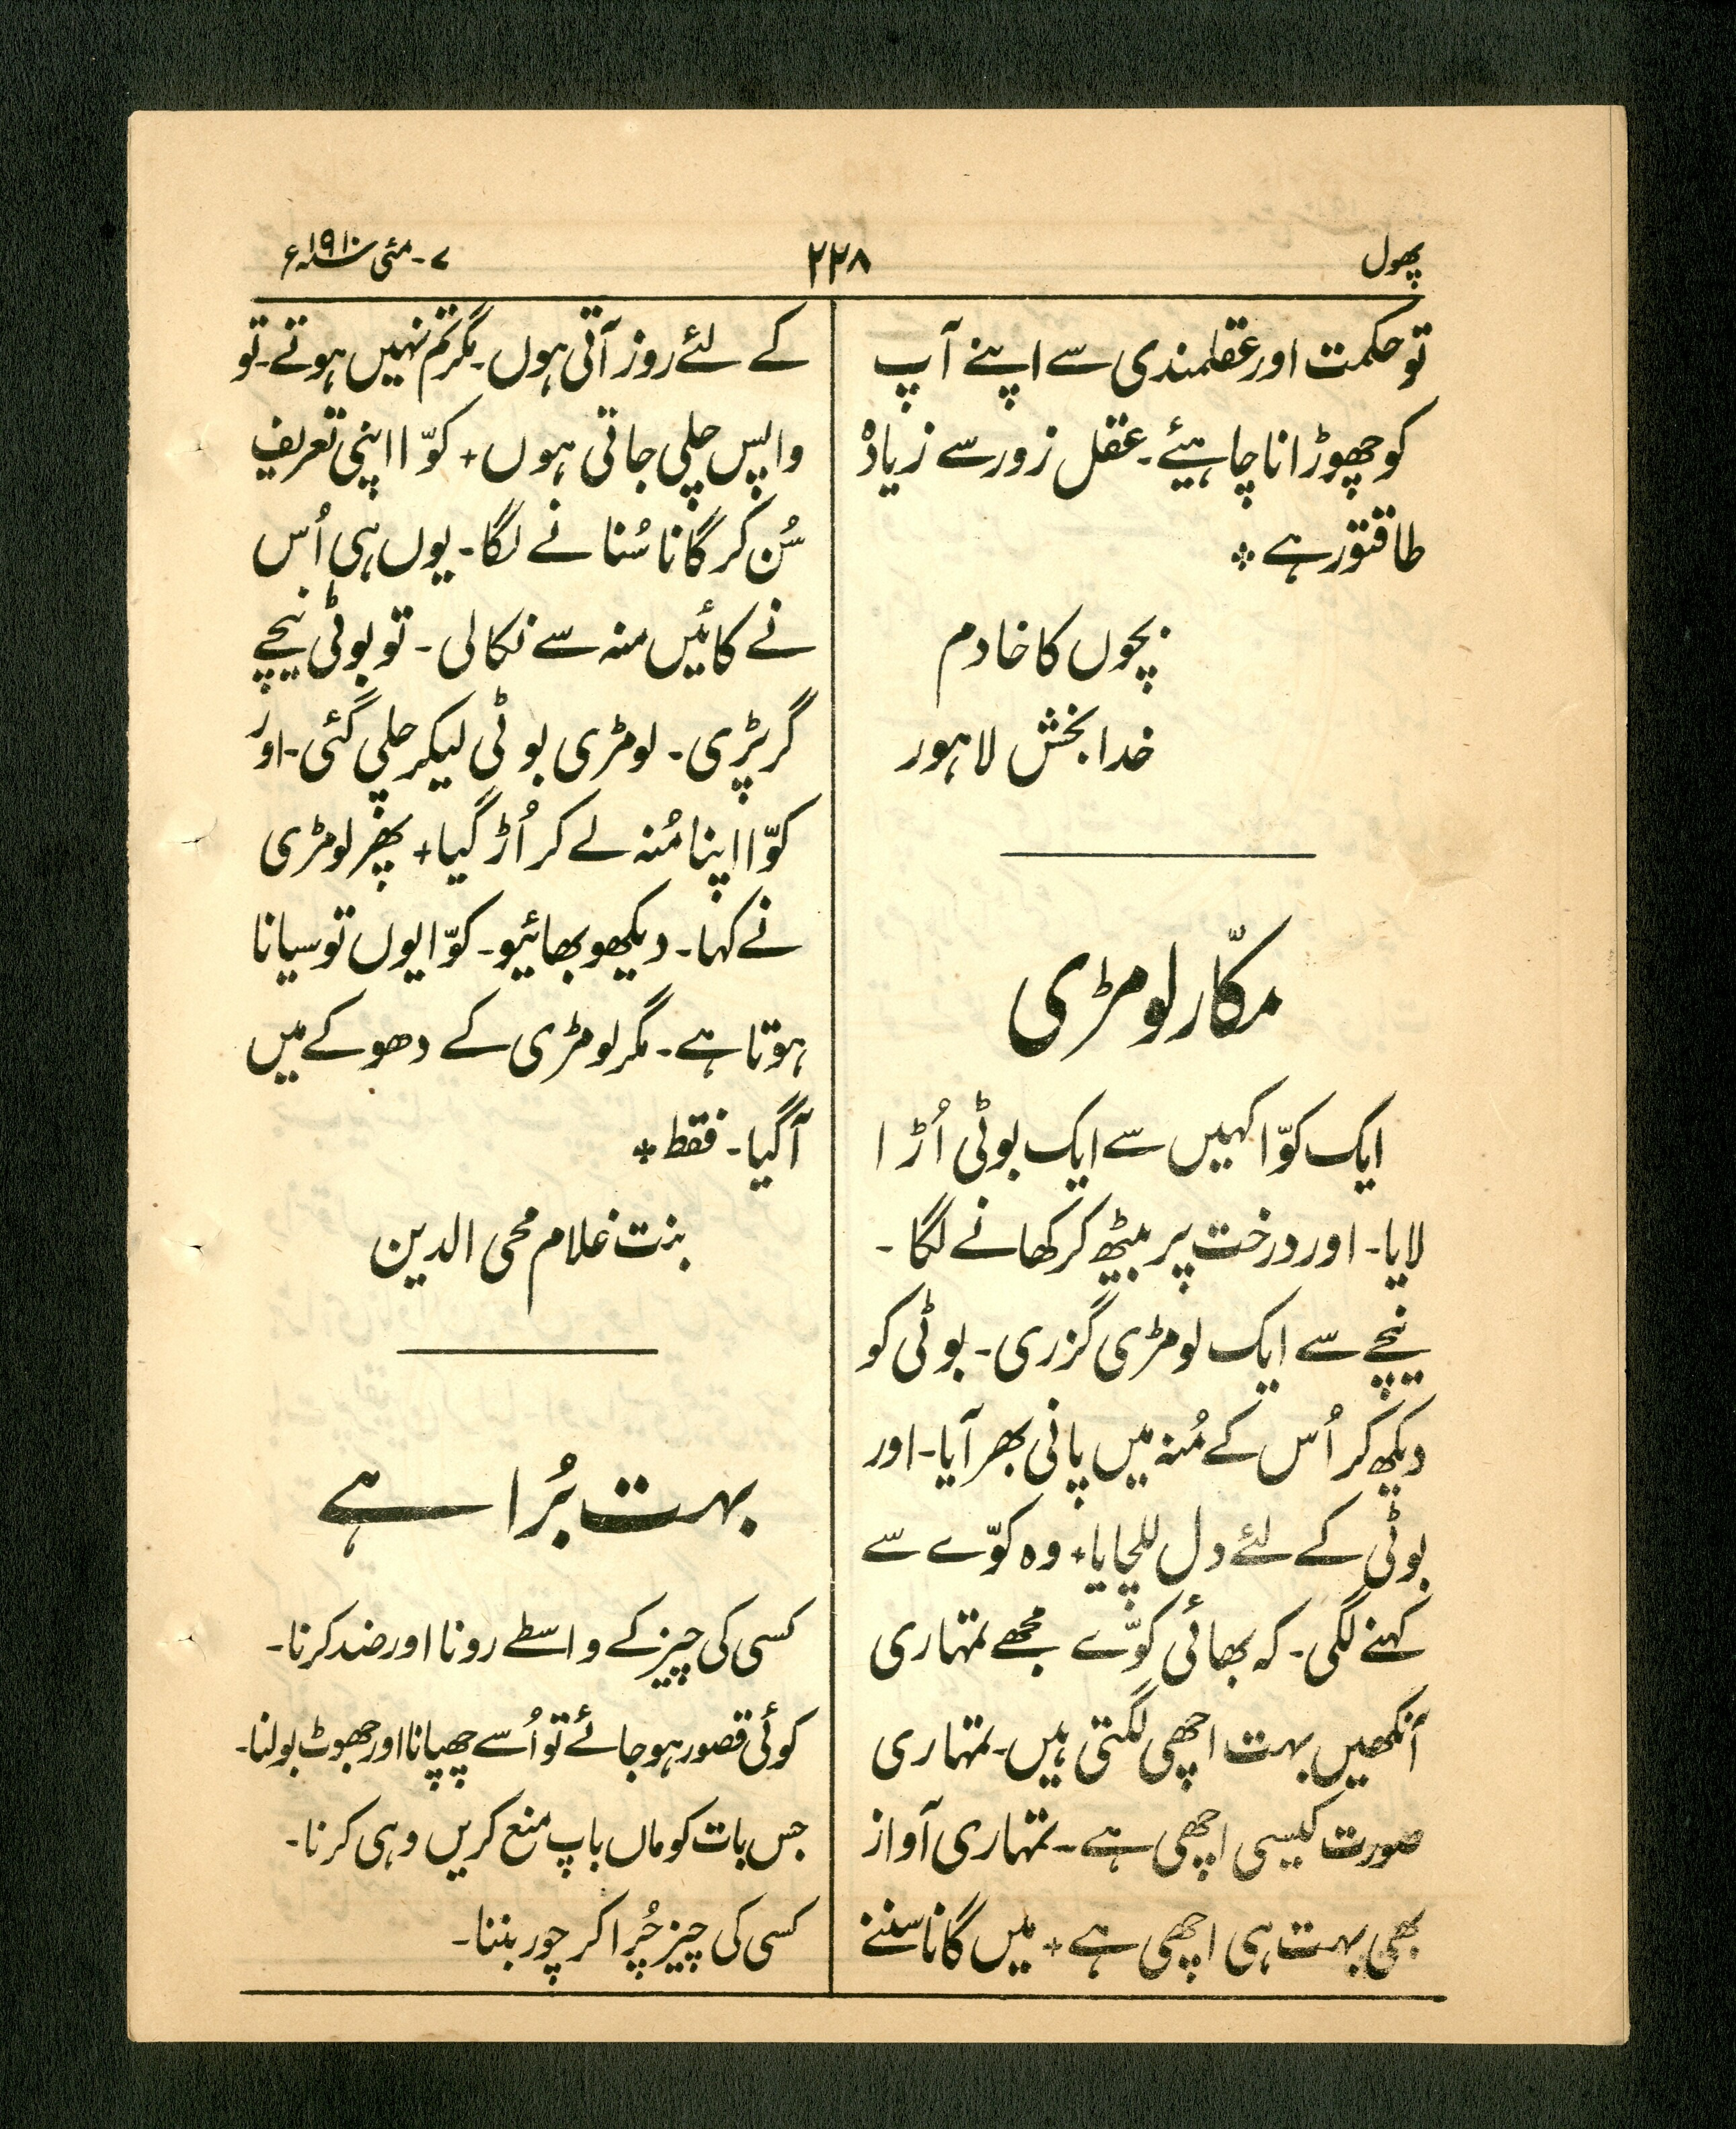 پھول
۲۲۸
۷۔ مئی سنہ ۱۹۱۰ء
تو حکمت اور عقلمندی سے اپنے آپ
کو چھوڑانا چاہیئے۔ عقل زور سے زیادہ
طاقتور ہے ⁘
بچوں کا خادم
خدا بخش لاہور
مکّار لومڑی
ایک کوّا کہیں سے ایک بوٹی اُڑا
لایا۔ اور درخت پر بیٹھ کر کھانے لگا۔
نیچے سے ایک لومڑی گزری۔ بوٹی کو
دیکھ کر اُس کے مُنہ میں پانی بھر آیا۔ اور
بوٹی کے لئے دل للچایا+ وہ کوّے سے
کہنے لگی۔ کہ بھائی کوّے مجھے تمہاری
آنکھیں بہت اچھی لگتی ہیں۔ تمہاری
صورت کیسی اچھی ہے۔ تمہاری آواز
بھی بہت ہی اچھی ہے+ میں گانا سننے
کے لئے روز آتی ہوں۔ مگر تم نہیں ہوتے۔ تو
واپس چلی جاتی ہوں+ کوّا اپنی تعریف
سُن کر گانا سُنانے لگا۔ یوں ہی اُس
نے کائیں منہ سے نکالی۔ تو بوٹی نیچے
گر پڑی۔ لومڑی بوٹی لیکر چلی گئی۔ اور
کوّا اپنا مُنہ لے کر اُڑ گیا+ پھر لومڑی
نے کہا۔ دیکھو بھائیو۔ کوّا یوں تو سیانا
ہوتا ہے۔ مگر لومڑی کے دھوکے میں
آگیا۔ فقط ⁘
بنت غلام محی الدین
بہت بُرا ہے
کسی کی چیز کے واسطے رونا اور ضد کرنا۔
کوئی قصور ہو جائے تو اُسے چھپانا اور جھوٹ بولنا۔
جس بات کو ماں باپ منع کریں وہی کرنا۔
کسی کی چیز چُرا کر چور بننا۔